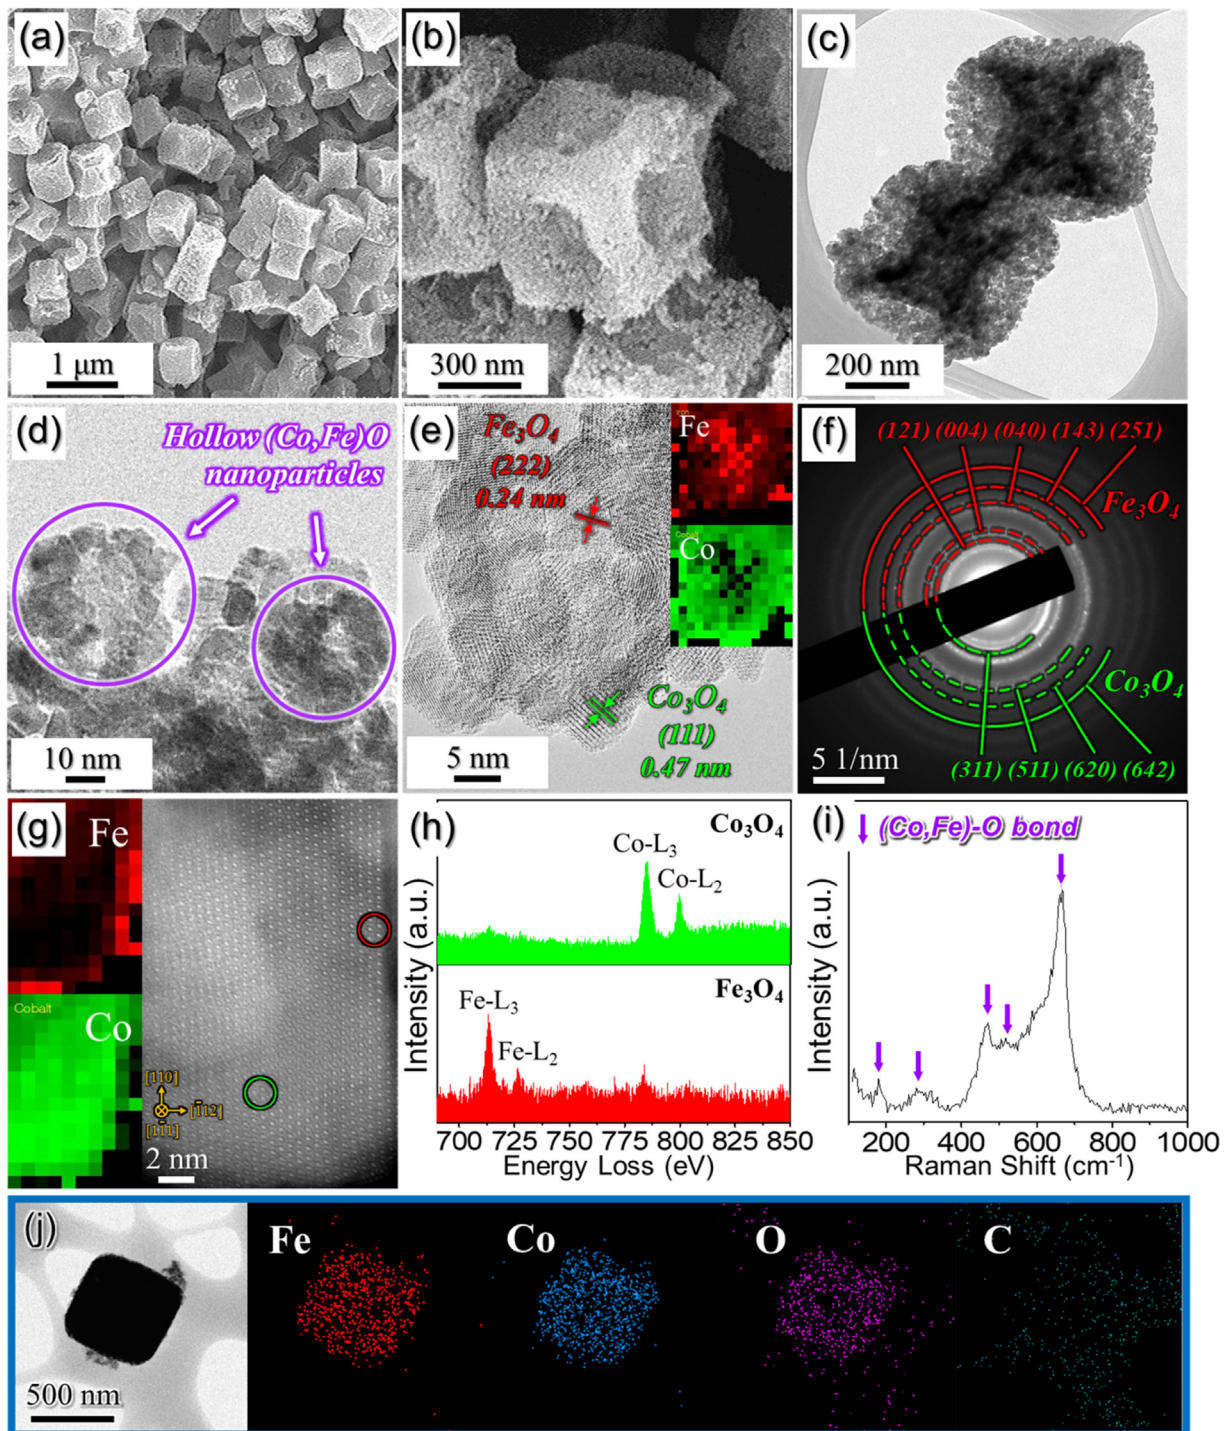 (a)
1 μm
(b)
300 nm
(c)
200 nm
(d)
Hollow (Co,Fe)O
nanoparticles
10 nm
(e)
Fe₃O₄
(222)
0.24 nm
Fe
Cobalt
Co
Co₃O₄
(111)
0.47 nm
5 nm
(f)
(121) (004) (040) (143) (251)
Fe₃O₄
Co₃O₄
(311) (511) (620) (642)
5 1/nm
(g)
Fe
Cobalt
Co
[110]
[1̄12]
2 nm
(h)
Co₃O₄
Co-L₃
Co-L₂
Fe₃O₄
Fe-L₃
Fe-L₂
Intensity (a.u.)
700 725 750 775 800 825 850
Energy Loss (eV)
(i)
(Co,Fe)-O bond
Intensity (a.u.)
200 400 600 800 1000
Raman Shift (cm⁻¹)
(j)
500 nm
Fe
Co
O
C